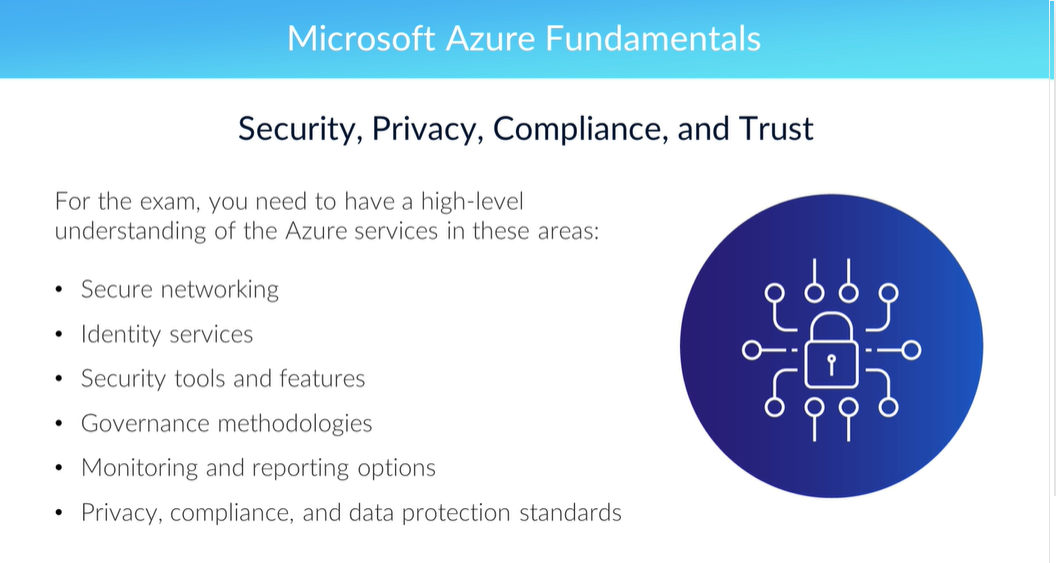 Microsoft Azure Fundamentals
Security, Privacy, Compliance, and Trust
For the exam, you need to have a high-level
understanding of the Azure services in these areas:
• Secure networking
• Identity services
• Security tools and features
• Governance methodologies
• Monitoring and reporting options
• Privacy, compliance, and data protection standards